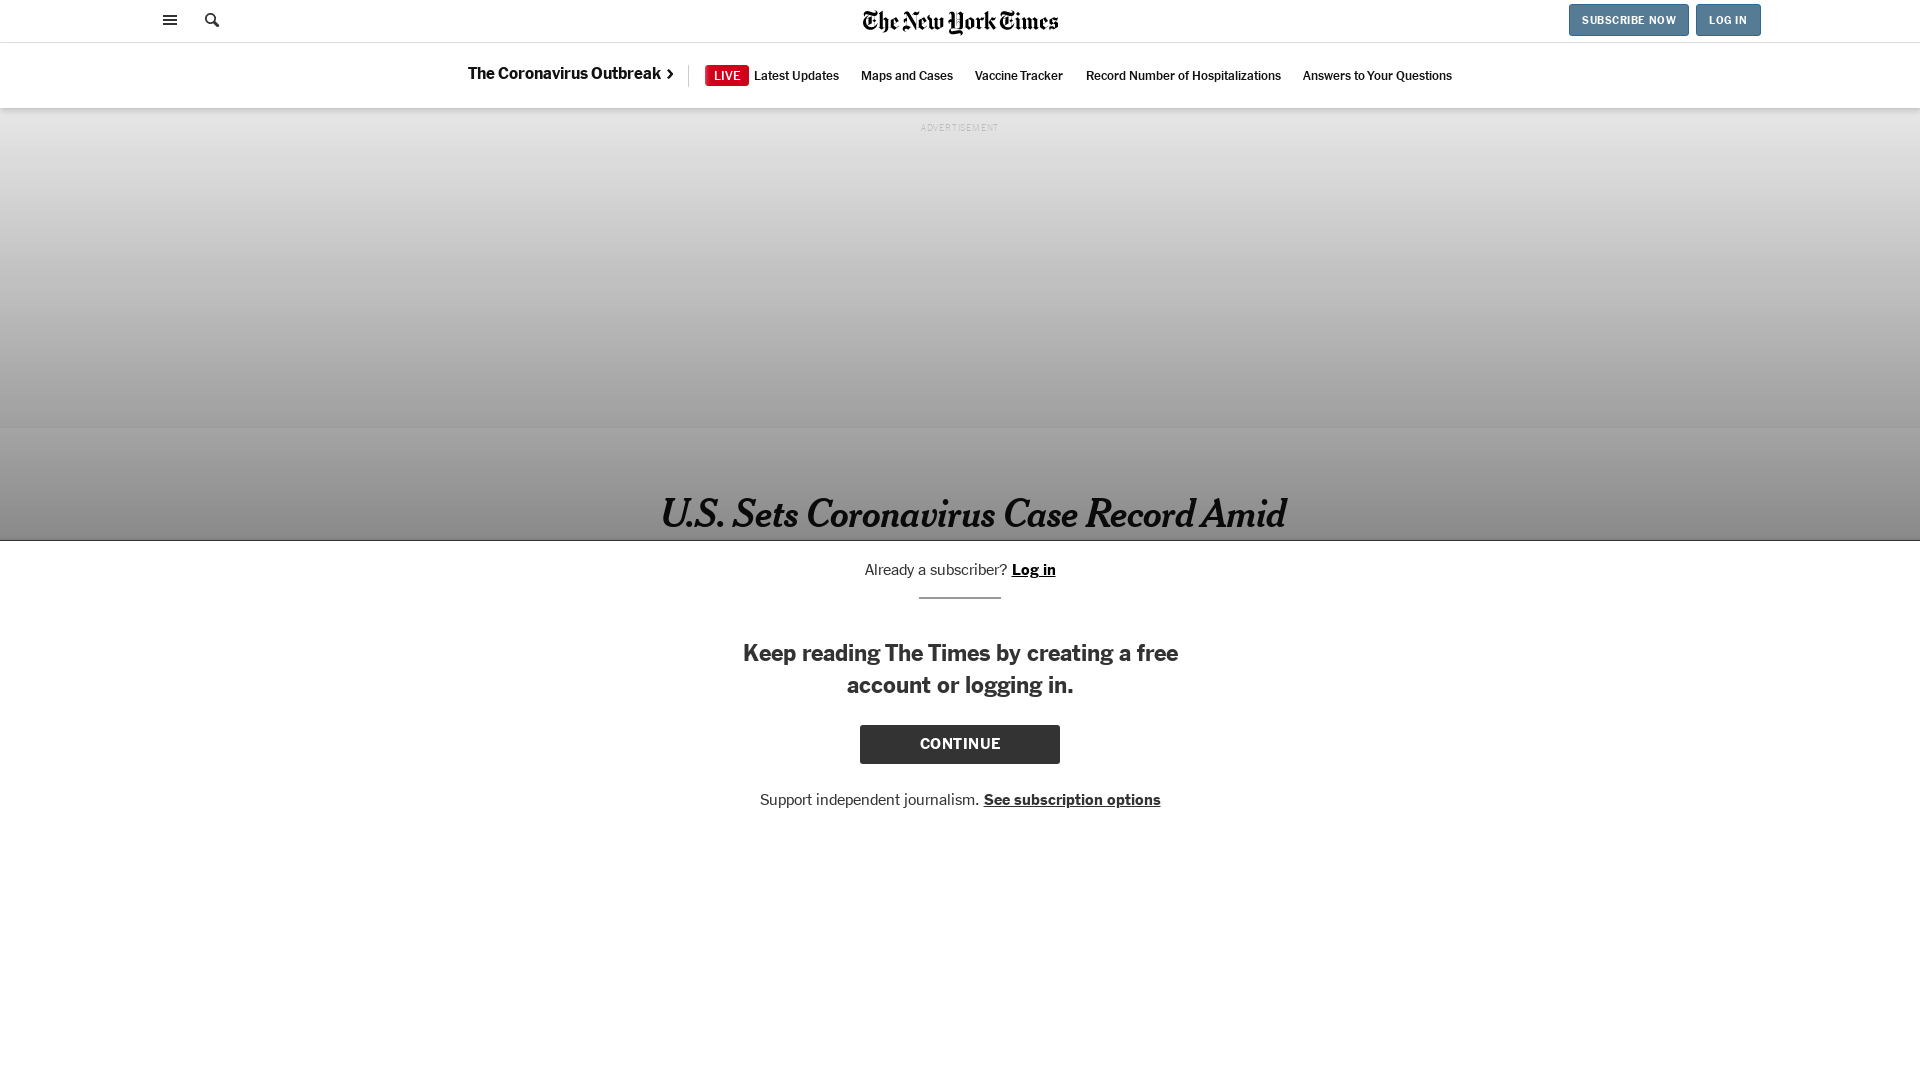 The New York Times
SUBSCRIBE NOW
LOG IN
The Coronavirus Outbreak
LIVE Latest Updates
Maps and Cases
Vaccine Tracker
Record Number of Hospitalizations
Answers to Your Questions
ADVERTISEMENT
U.S. Sets Coronavirus Case Record Amid
Already a subscriber? Log in
Keep reading The Times by creating a free
account or logging in.
CONTINUE
Support independent journalism. See subscription options